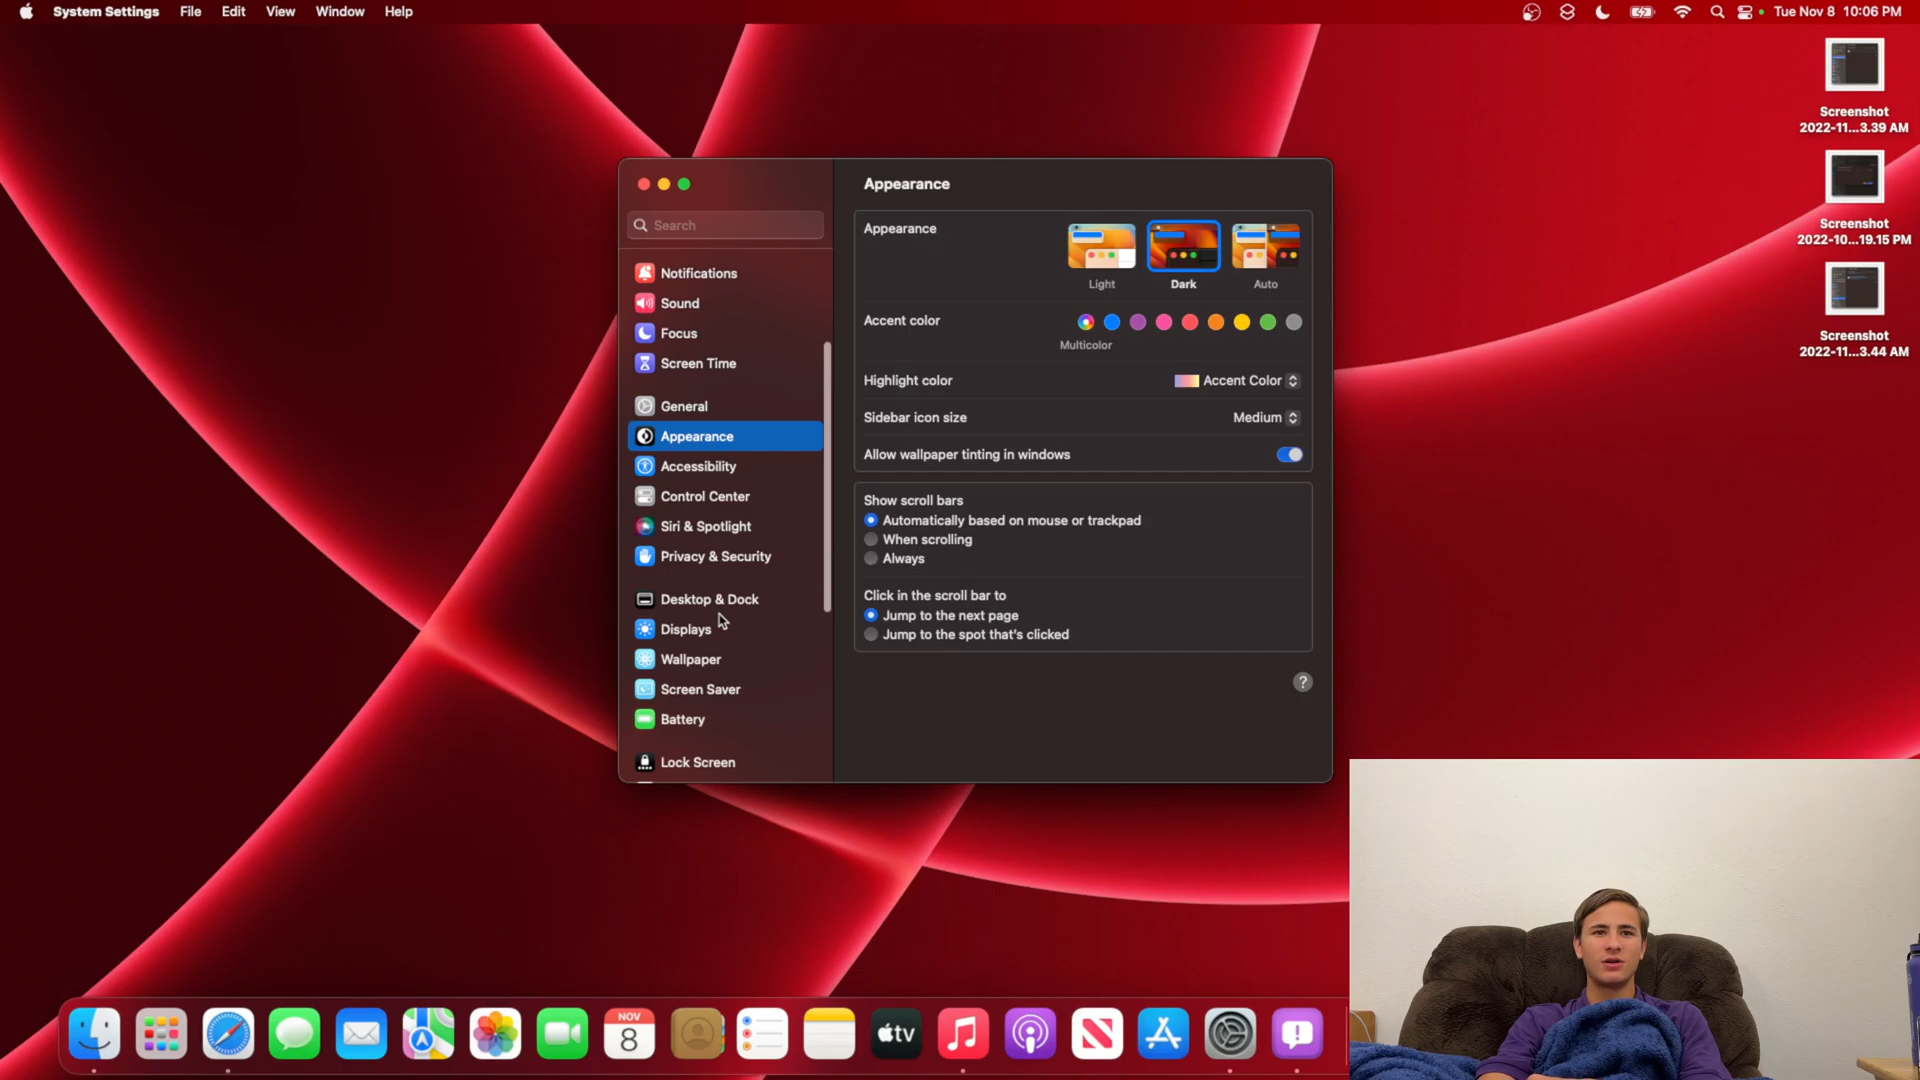 System Settings File Edit View Window Help
Tue Nov 8 10:06 PM
Screenshot
2022-11...3.39 AM
Screenshot
2022-10...19.15 PM
Screenshot
2022-11...3.44 AM
Search
Notifications
Sound
Focus
Screen Time
General
Appearance
Accessibility
Control Center
Siri & Spotlight
Privacy & Security
Desktop & Dock
Displays
Wallpaper
Screen Saver
Battery
Lock Screen
Appearance
Appearance
Light Dark Auto
Accent color
Multicolor
Highlight color Accent Color
Sidebar icon size Medium
Allow wallpaper tinting in windows
Show scroll bars
Automatically based on mouse or trackpad
When scrolling
Always
Click in the scroll bar to
Jump to the next page
Jump to the spot that's clicked
?
NOV
8
tv